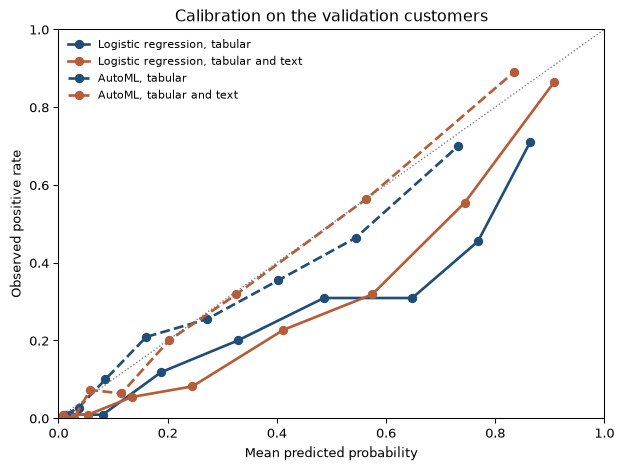 Calibration on the validation customers
Logistic regression, tabular
Logistic regression, tabular and text
AutoML, tabular
AutoML, tabular and text
1.0
0.8
0.6
0.4
0.2
0.0
Observed positive rate
0.0 0.2 0.4 0.6 0.8 1.0
Mean predicted probability